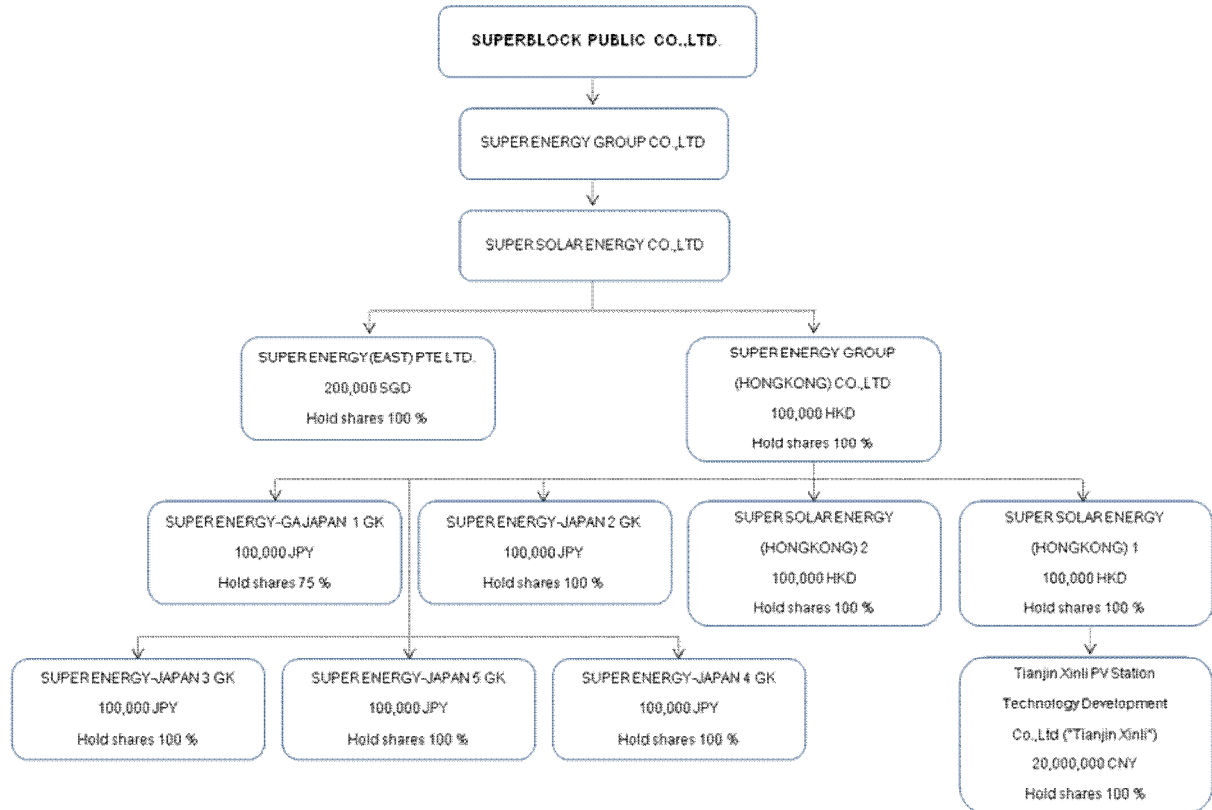 SUPERBLOCK PUBLIC CO.,LTD.
SUPER ENERGY GROUP CO.,LTD
SUPER SOLAR ENERGY CO.,LTD
SUPER ENERGY (EAST) PTE LTD.
200,000 SGD
Hold shares 100 %
SUPER ENERGY GROUP
(HONGKONG) CO.,LTD
100,000 HKD
Hold shares 100 %
SUPER ENERGY-GA JAPAN 1 GK
100,000 JPY
Hold shares 75 %
SUPER ENERGY-JAPAN 2 GK
100,000 JPY
Hold shares 100 %
SUPER SOLAR ENERGY
(HONGKONG) 2
100,000 HKD
Hold shares 100 %
SUPER SOLAR ENERGY
(HONGKONG) 1
100,000 HKD
Hold shares 100 %
SUPER ENERGY-JAPAN 3 GK
100,000 JPY
Hold shares 100 %
SUPER ENERGY-JAPAN 5 GK
100,000 JPY
Hold shares 100 %
SUPER ENERGY-JAPAN 4 GK
100,000 JPY
Hold shares 100 %
Tianjin Xinli PV Station
Technology Development
Co.,Ltd ("Tianjin Xinli")
20,000,000 CNY
Hold shares 100 %